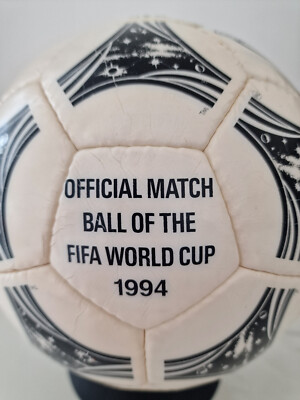 OFFICIAL MATCH
BALL OF THE
FIFA WORLD CUP
1994